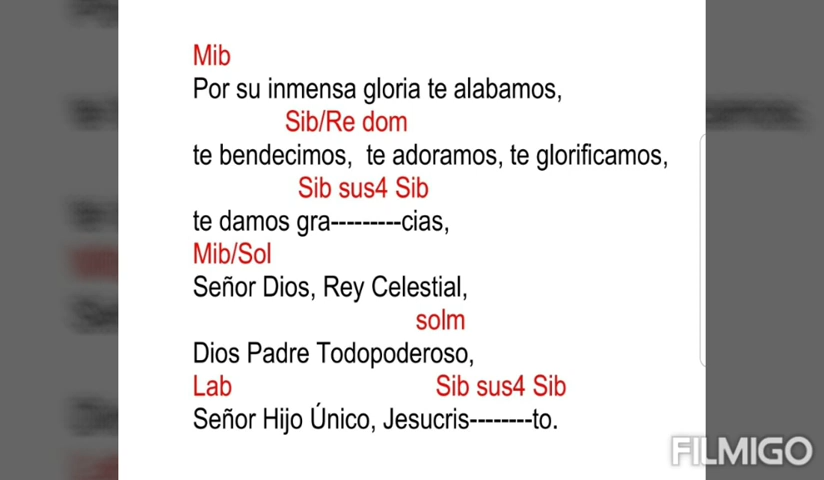 Mib
Por su inmensa gloria te alabamos,
Sib/Re dom
te bendecimos,  te adoramos, te glorificamos,
Sib sus4 Sib
te damos gra---------cias,
Mib/Sol
Señor Dios, Rey Celestial,
solm
Dios Padre Todopoderoso,
Lab Sib sus4 Sib
Señor Hijo Único, Jesucris--------to.
FILMIGO